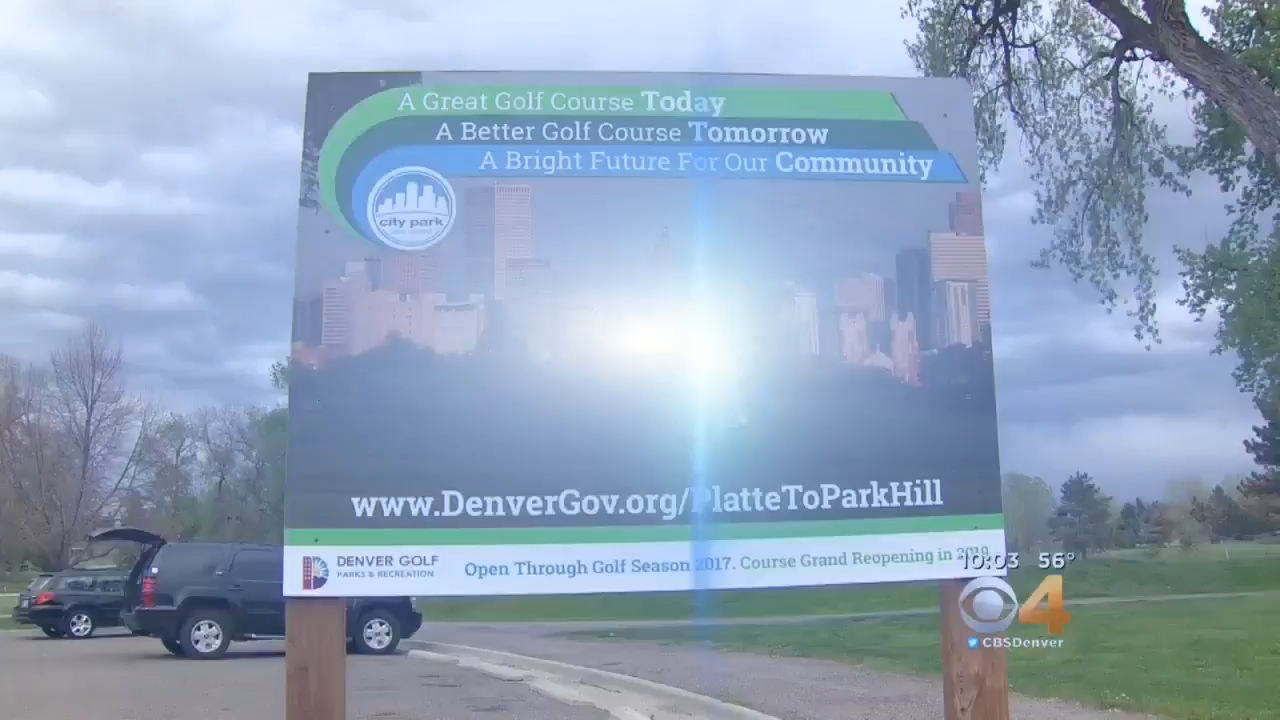 A Great Golf Course Today
A Better Golf Course Tomorrow
A Bright Future For Our Community
city park
www.DenverGov.org/PlatteToParkHill
DENVER GOLF
PARKS & RECREATION
Open Through Golf Season 2017. Course Grand Reopening in 2019
10:03 56°
4
CBSDenver